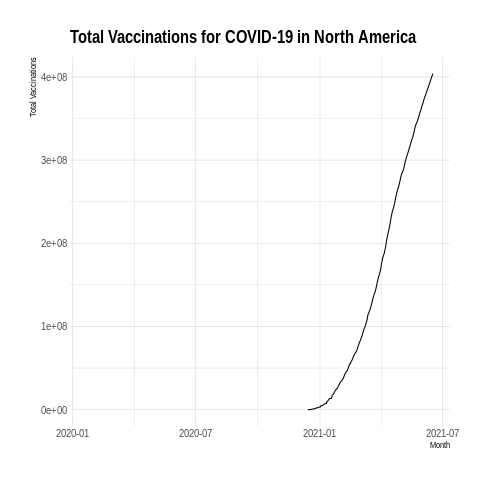 Total Vaccinations for COVID-19 in North America
Total Vaccinations
4e+08
3e+08
2e+08
1e+08
0e+00
2020-01 2020-07 2021-01 2021-07
Month